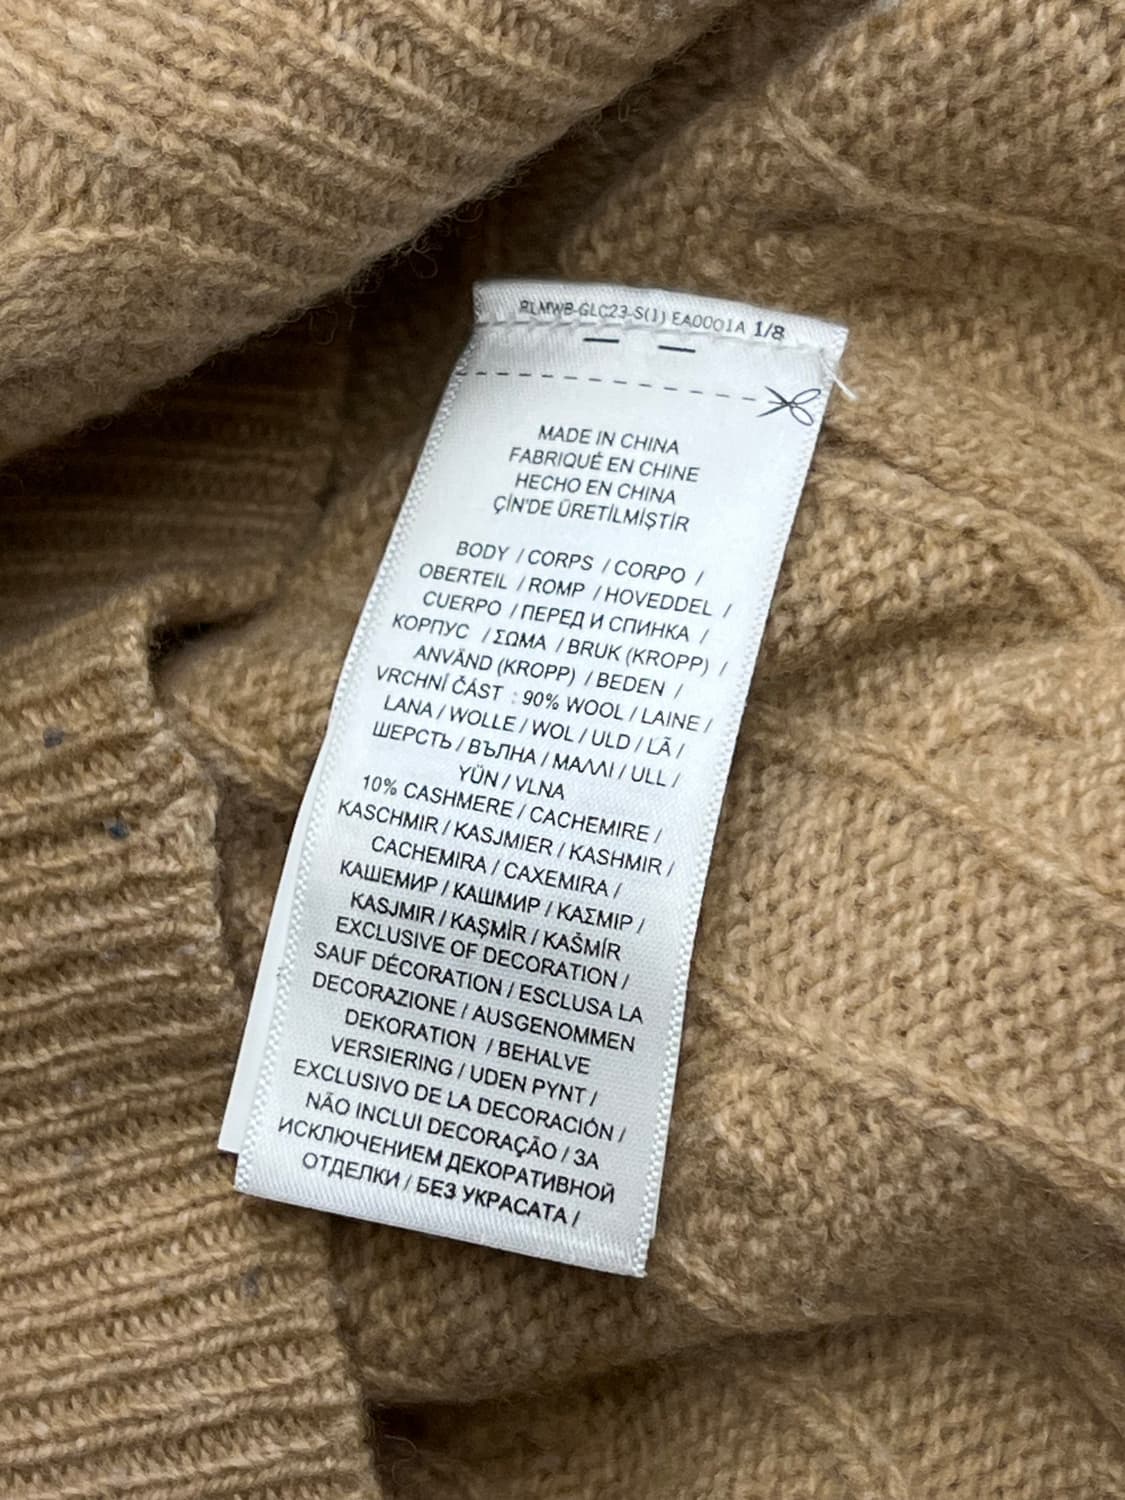 RLMWB-GLC23-S(1) EA0001A 1/8
MADE IN CHINA
FABRIQUÉ EN CHINE
HECHO EN CHINA
ÇİN'DE ÜRETİLMİŞTİR
BODY / CORPS / CORPO /
OBERTEIL / ROMP / HOVEDDEL /
CUERPO / ПЕРЕД И СПИНКА /
КОРПУС / ΣΩΜΑ / BRUK (KROPP) /
ANVÄND (KROPP) / BEDEN /
VRCHNÍ ČÁST : 90% WOOL / LAINE /
LANA / WOLLE / WOL / ULD / LÃ /
ШЕРСТЬ / ВЪЛНА / ΜΑΛΛΙ / ULL /
YÜN / VLNA
10% CASHMERE / CACHEMIRE /
KASCHMIR / KASJMIER / KASHMIR /
CACHEMIRA / CAXEMIRA /
КАШЕМИР / КАШМИР / ΚΑΣΜΙΡ /
KASJMIR / KAŞMİR / KAŠMÍR
EXCLUSIVE OF DECORATION /
SAUF DÉCORATION / ESCLUSA LA
DECORAZIONE / AUSGENOMMEN
DEKORATION / BEHALVE
VERSIERING / UDEN PYNT /
EXCLUSIVO DE LA DECORACIÓN /
NÃO INCLUI DECORAÇÃO / ЗА
ИСКЛЮЧЕНИЕМ ДЕКОРАТИВНОЙ
ОТДЕЛКИ / БЕЗ УКРАСАТА /